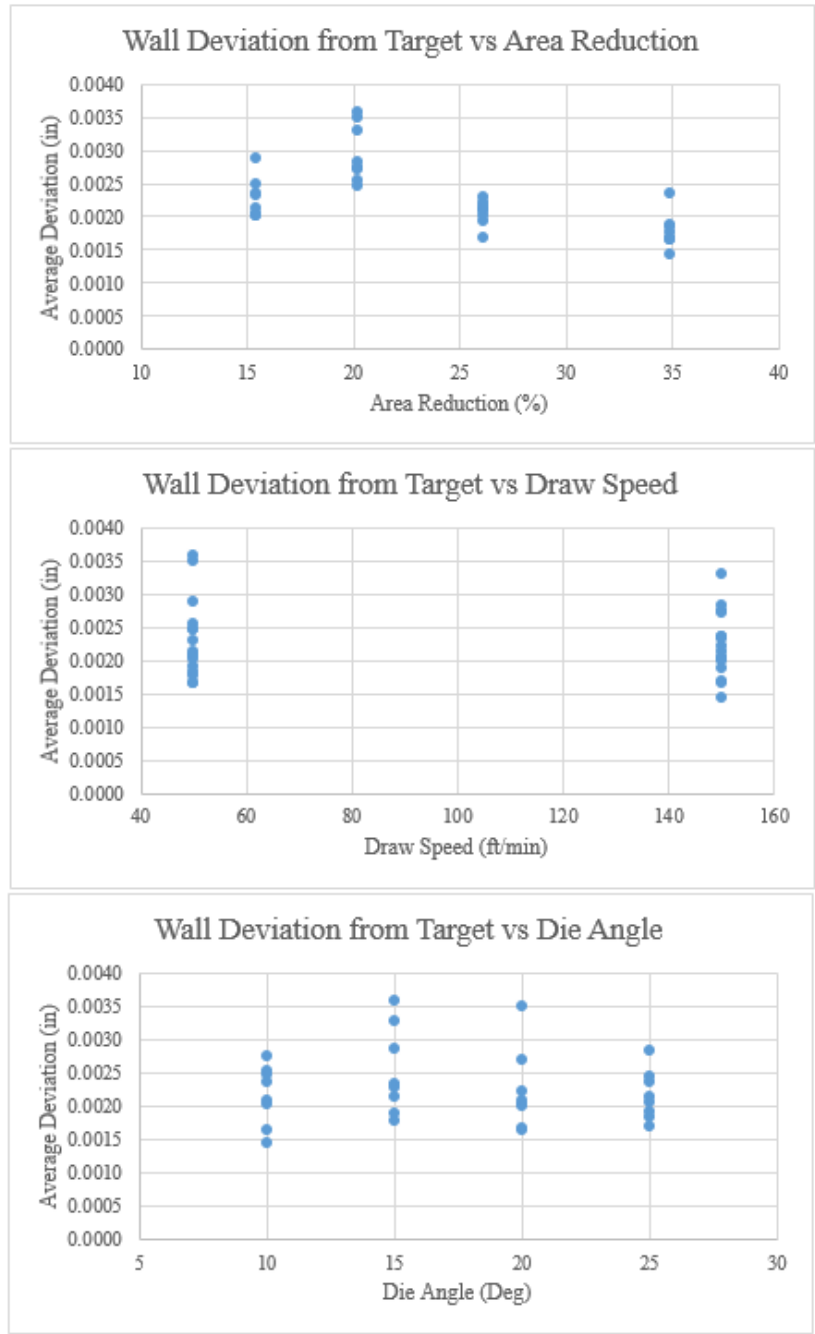 Wall Deviation from Target vs Area Reduction
Average Deviation (in)
0.0040
0.0035
0.0030
0.0025
0.0020
0.0015
0.0010
0.0005
0.0000
10 15 20 25 30 35 40
Area Reduction (%)
Wall Deviation from Target vs Draw Speed
Average Deviation (in)
0.0040
0.0035
0.0030
0.0025
0.0020
0.0015
0.0010
0.0005
0.0000
40 60 80 100 120 140 160
Draw Speed (ft/min)
Wall Deviation from Target vs Die Angle
Average Deviation (in)
0.0040
0.0035
0.0030
0.0025
0.0020
0.0015
0.0010
0.0005
0.0000
5 10 15 20 25 30
Die Angle (Deg)